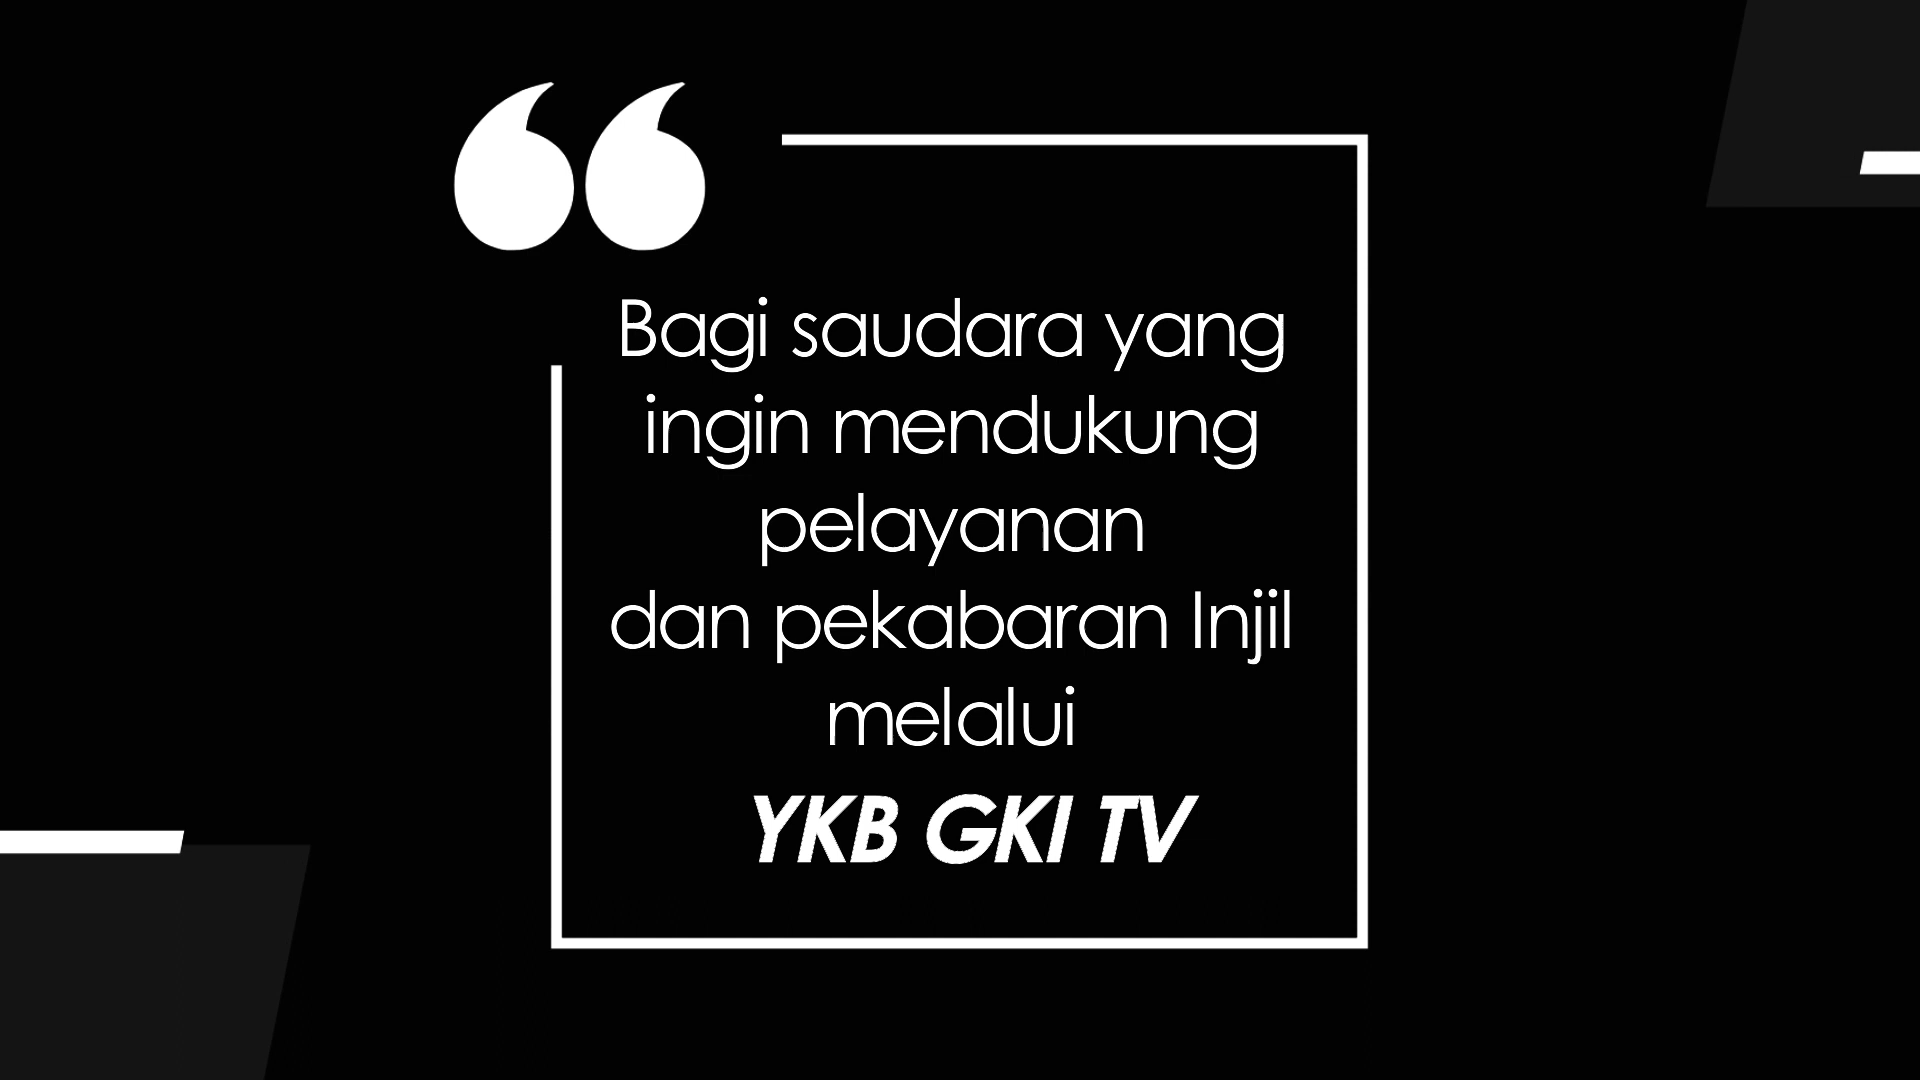 Bagi saudara yang
ingin mendukung
pelayanan
dan pekabaran Injil
melalui
YKB GKI TV